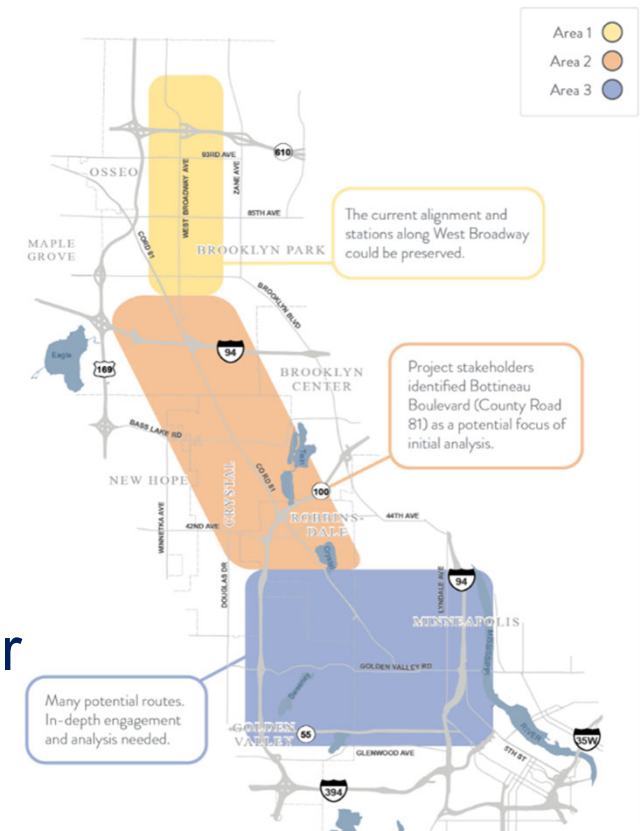 Area 1
Area 2
Area 3
610
93RD AVE
OSSEO
WEST BROADWAY AVE
ZANE AVE
85TH AVE
The current alignment and
stations along West Broadway
could be preserved.
MAPLE
GROVE
CORD 81
BROOKLYN PARK
BROOKLYN BLVD
94
Eagle
169
BROOKLYN
CENTER
Project stakeholders
identified Bottineau
Boulevard (County Road
81) as a potential focus of
initial analysis.
BASS LAKE RD
Twin
NEW HOPE
CRYSTAL
CO RD 81
100
WINNETKA AVE
42ND AVE
ROBBINS-
DALE
44TH AVE
Crystal
DOUGLAS DR
LYNDALE AVE
94
MINNEAPOLIS
Mississippi
RIVER
r
GOLDEN VALLEY RD
Many potential routes.
In-depth engagement
and analysis needed.
GOLDEN
VALLEY
55
GLENWOOD AVE
5TH ST
35W
394